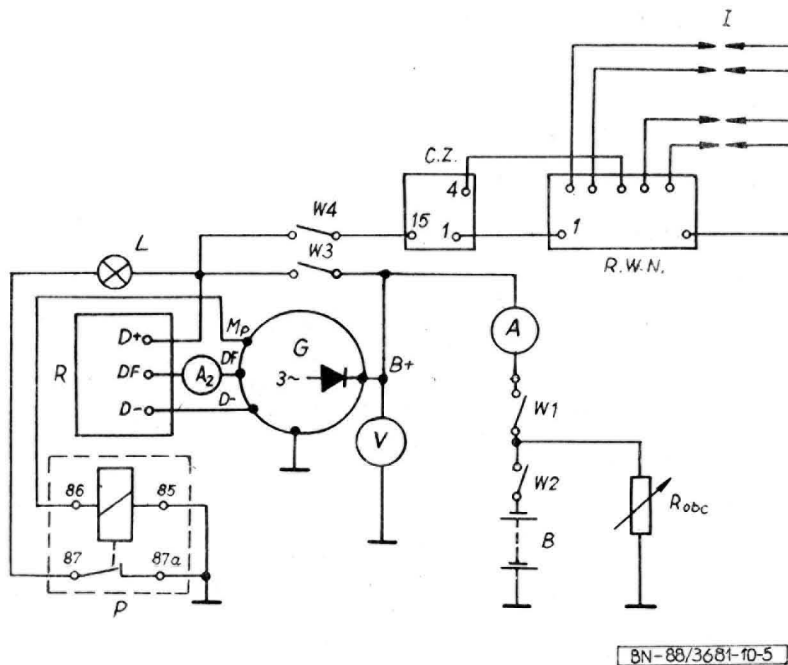 I
C.Z.
4
W4
15
1
1
L
W3
R.W.N.
D+
Mp
G
A
R
DF
A2
DF
3~
B+
D-
D-
V
W1
86
85
W2
Robc
87
87a
B
P
BN-88/3681-10-5